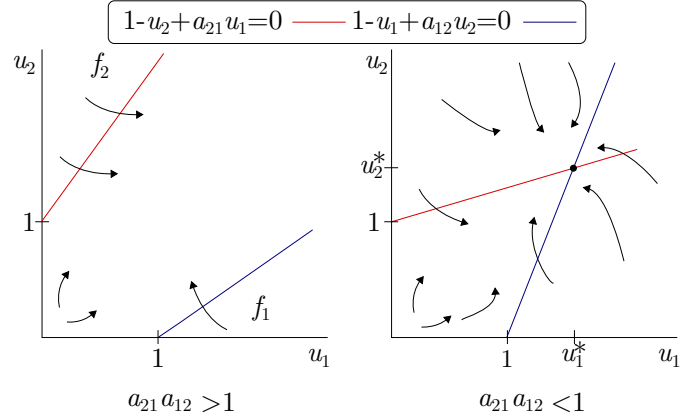 1-u₂+a₂₁u₁=0 1-u₁+a₁₂u₂=0
u₂
f₂
1
f₁
1
u₁
a₂₁a₁₂>1
u₂
u₂*
1
1
u₁*
u₁
a₂₁a₁₂<1